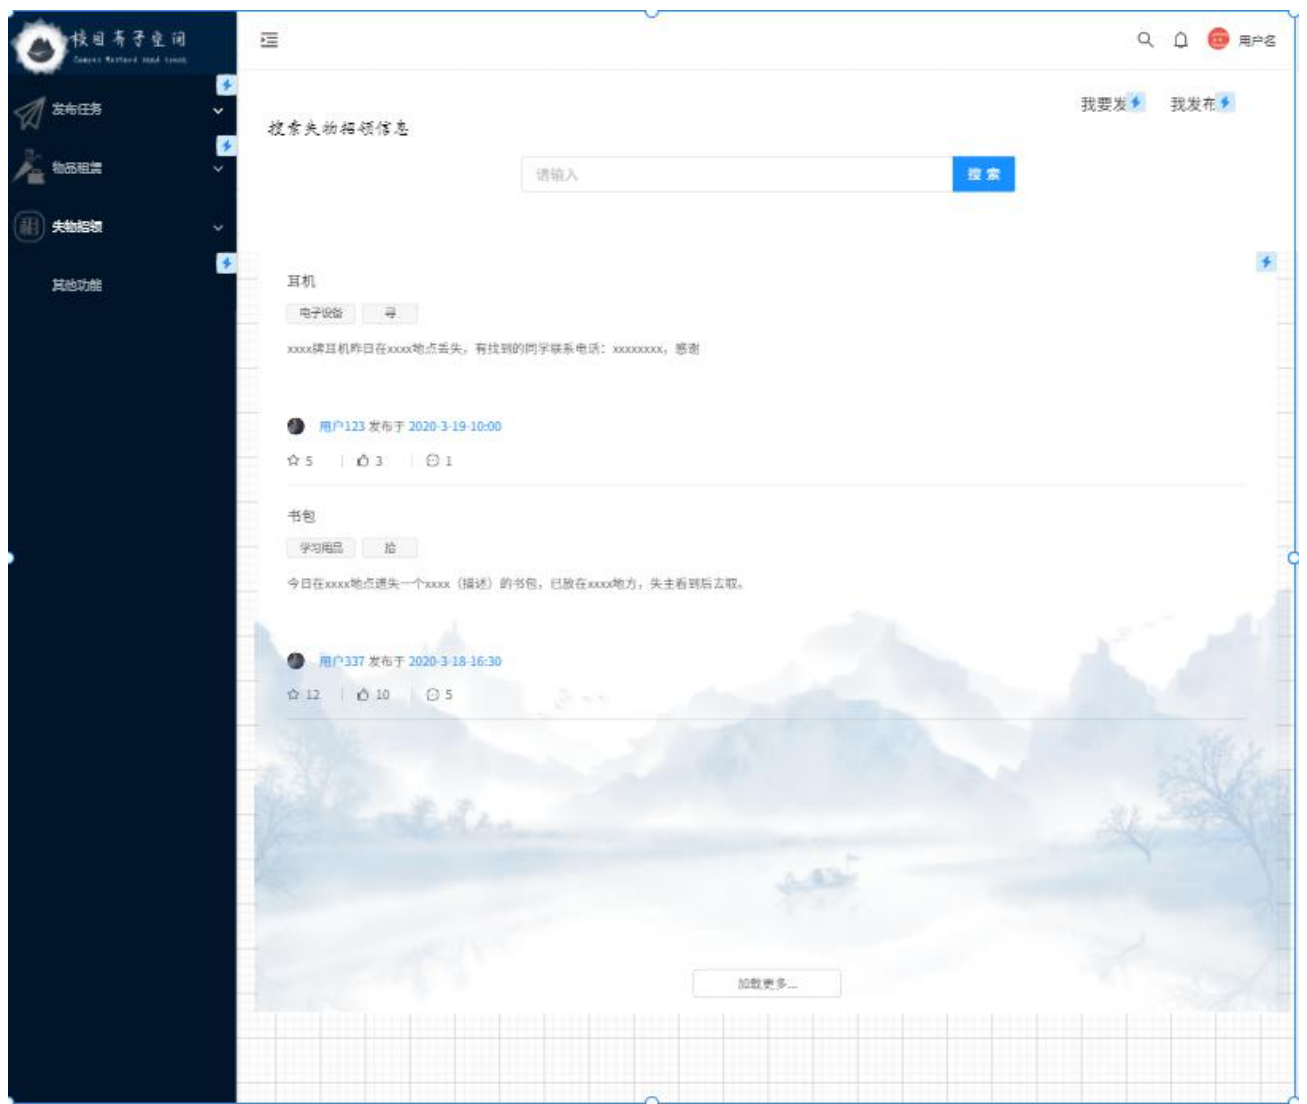 校园芥子空间
Campus Mustard seed space
用户名
发布任务
我要发
我发布
搜索失物招领信息
物品租赁
请输入
搜 索
租
失物招领
其他功能
耳机
电子设备 寻
xxxx牌耳机昨日在xxxx地点丢失，有找到的同学联系电话：xxxxxxxx，感谢
用户123 发布于 2020-3-19-10:00
5 3 1
书包
学习用品 拾
今日在xxxx地点遗失一个xxxx（描述）的书包，已放在xxxx地方，失主看到后去取。
用户337 发布于 2020-3-18-16:30
12 10 5
加载更多...